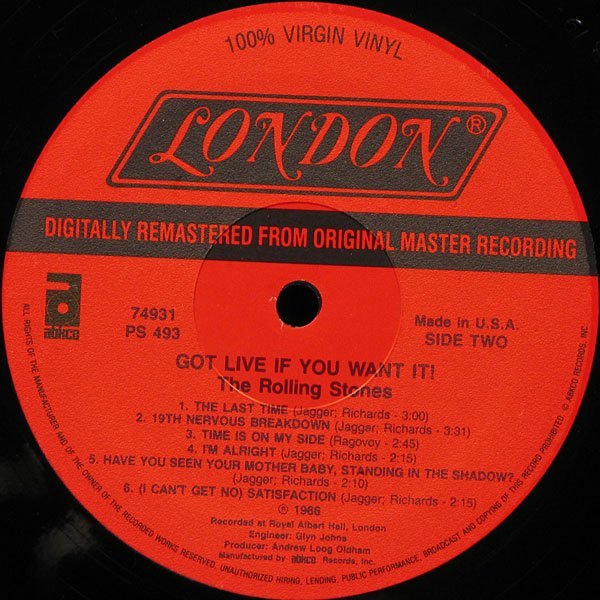 100% VIRGIN VINYL
LONDON®
DIGITALLY REMASTERED FROM ORIGINAL MASTER RECORDING
abkco
74931
PS 493
Made in U.S.A.
SIDE TWO
GOT LIVE IF YOU WANT IT!
The Rolling Stones
1. THE LAST TIME (Jagger; Richards - 3:00)
2. 19TH NERVOUS BREAKDOWN (Jagger; Richards - 3:31)
3. TIME IS ON MY SIDE (Ragovoy - 2:45)
4. I'M ALRIGHT (Jagger; Richards - 2:15)
5. HAVE YOU SEEN YOUR MOTHER BABY, STANDING IN THE SHADOW?
(Jagger; Richards - 2:10)
6. (I CAN'T GET NO) SATISFACTION (Jagger; Richards - 2:15)
℗ 1966
Recorded at Royal Albert Hall, London
Engineer: Glyn Johns
Producer: Andrew Loog Oldham
Manufactured by abkco Records, Inc.
ALL RIGHTS OF THE MANUFACTURER AND OF THE OWNER OF THE RECORDED WORKS RESERVED. UNAUTHORIZED HIRING, LENDING, PUBLIC PERFORMANCE, BROADCAST AND COPYING OF THIS RECORD PROHIBITED. © ABKCO RECORDS, INC.